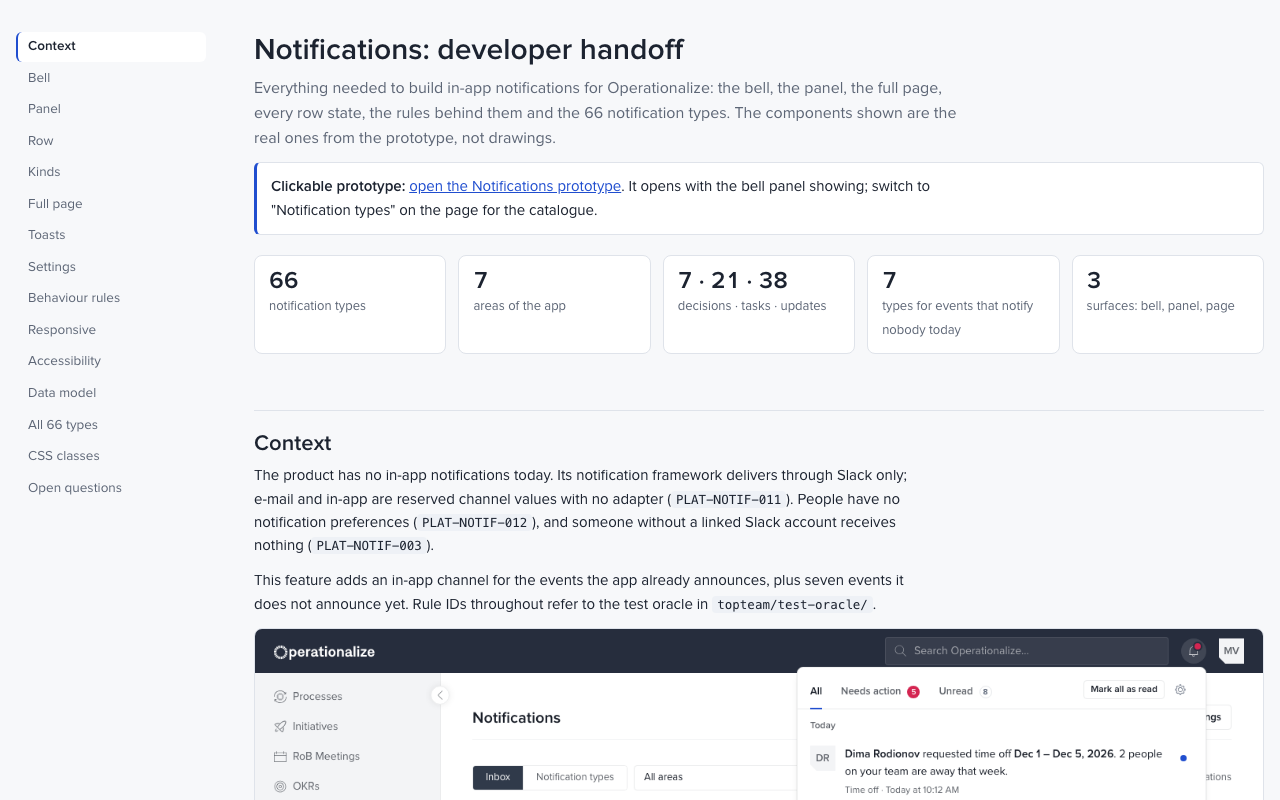 Context
Bell
Panel
Row
Kinds
Full page
Toasts
Settings
Behaviour rules
Responsive
Accessibility
Data model
All 66 types
CSS classes
Open questions
Notifications: developer handoff
Everything needed to build in-app notifications for Operationalize: the bell, the panel, the full page,
every row state, the rules behind them and the 66 notification types. The components shown are the
real ones from the prototype, not drawings.
Clickable prototype: open the Notifications prototype. It opens with the bell panel showing; switch to
"Notification types" on the page for the catalogue.
66
notification types
7
areas of the app
7 · 21 · 38
decisions · tasks · updates
7
types for events that notify
nobody today
3
surfaces: bell, panel, page
Context
The product has no in-app notifications today. Its notification framework delivers through Slack only;
e-mail and in-app are reserved channel values with no adapter ( PLAT-NOTIF-011 ). People have no
notification preferences ( PLAT-NOTIF-012 ), and someone without a linked Slack account receives
nothing ( PLAT-NOTIF-003 ).
This feature adds an in-app channel for the events the app already announces, plus seven events it
does not announce yet. Rule IDs throughout refer to the test oracle in topteam/test-oracle/ .
Operationalize
Search Operationalize...
MV
Processes
Initiatives
RoB Meetings
OKRs
Notifications
Inbox
Notification types
All areas
All
Needs action 5
Unread 8
Mark all as read
Today
DR
Dima Rodionov requested time off Dec 1 – Dec 5, 2026. 2 people
on your team are away that week.
Time off · Today at 10:12 AM